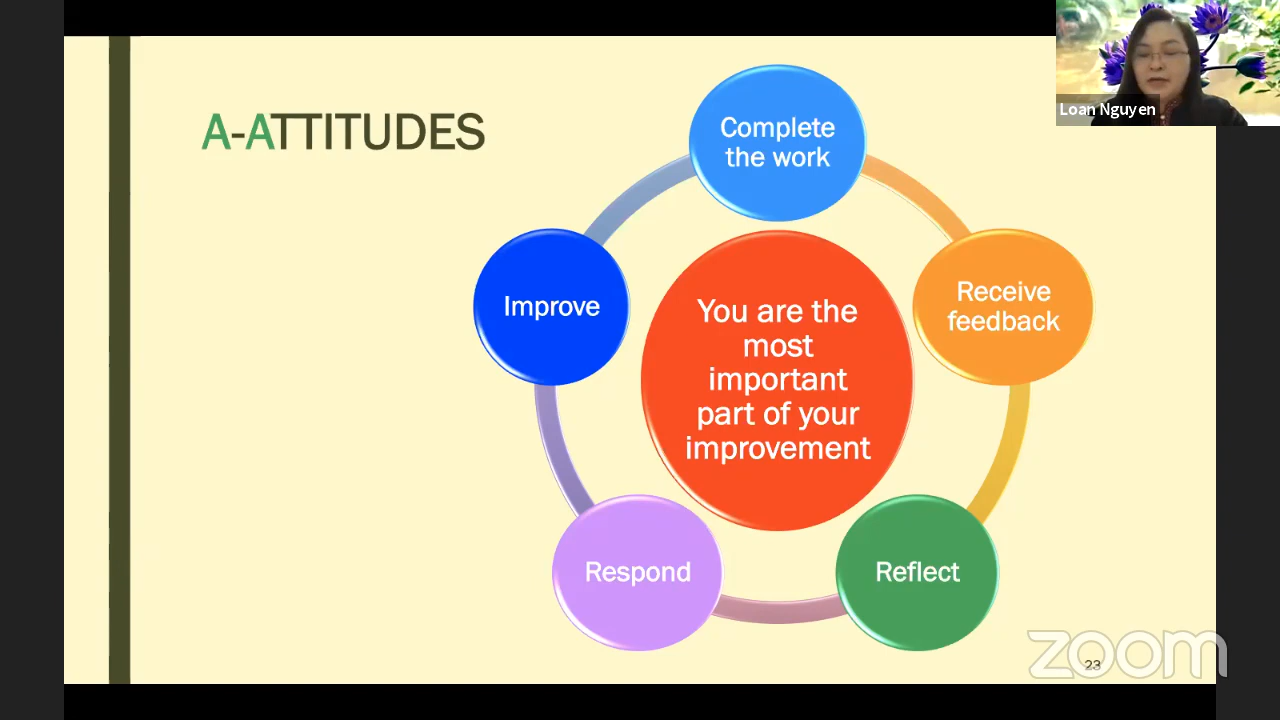 A-ATTITUDES
Complete
the work
Receive
feedback
Reflect
Respond
Improve
You are the
most
important
part of your
improvement
Loan Nguyen
zoom
23